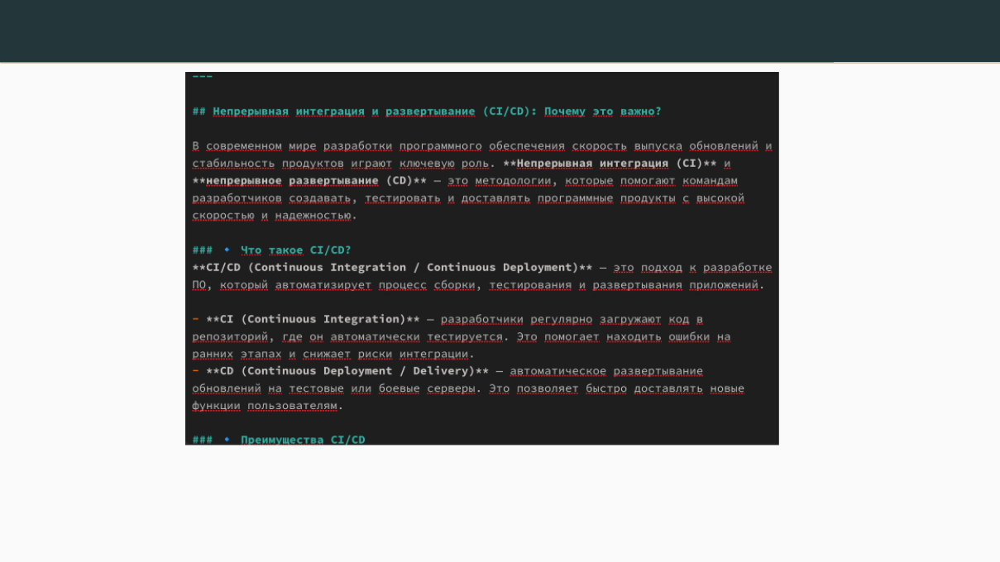 ---
## Непрерывная интеграция и развертывание (CI/CD): Почему это важно?
В современном мире разработки программного обеспечения скорость выпуска обновлений и
стабильность продуктов играют ключевую роль. **Непрерывная интеграция (CI)** и
**непрерывное развертывание (CD)** — это методологии, которые помогают командам
разработчиков создавать, тестировать и доставлять программные продукты с высокой
скоростью и надежностью.
### 🔹 Что такое CI/CD?
**CI/CD (Continuous Integration / Continuous Deployment)** — это подход к разработке
ПО, который автоматизирует процесс сборки, тестирования и развертывания приложений.
- **CI (Continuous Integration)** — разработчики регулярно загружают код в
репозиторий, где он автоматически тестируется. Это помогает находить ошибки на
ранних этапах и снижает риски интеграции.
- **CD (Continuous Deployment / Delivery)** — автоматическое развертывание
обновлений на тестовые или боевые серверы. Это позволяет быстро доставлять новые
функции пользователям.
### 🔹 Преимущества CI/CD